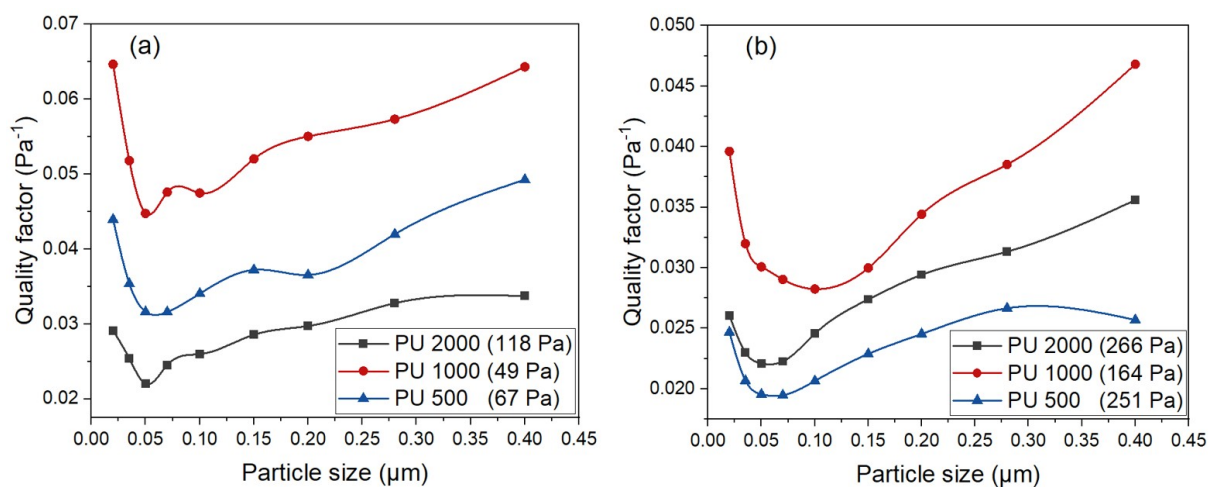 (a)
Quality factor (Pa⁻¹)
0.07
0.06
0.05
0.04
0.03
0.02
PU 2000 (118 Pa)
PU 1000 (49 Pa)
PU 500 (67 Pa)
0.00 0.05 0.10 0.15 0.20 0.25 0.30 0.35 0.40 0.45
Particle size (μm)
(b)
Quality factor (Pa⁻¹)
0.050
0.045
0.040
0.035
0.030
0.025
0.020
PU 2000 (266 Pa)
PU 1000 (164 Pa)
PU 500 (251 Pa)
0.00 0.05 0.10 0.15 0.20 0.25 0.30 0.35 0.40 0.45
Particle size (μm)